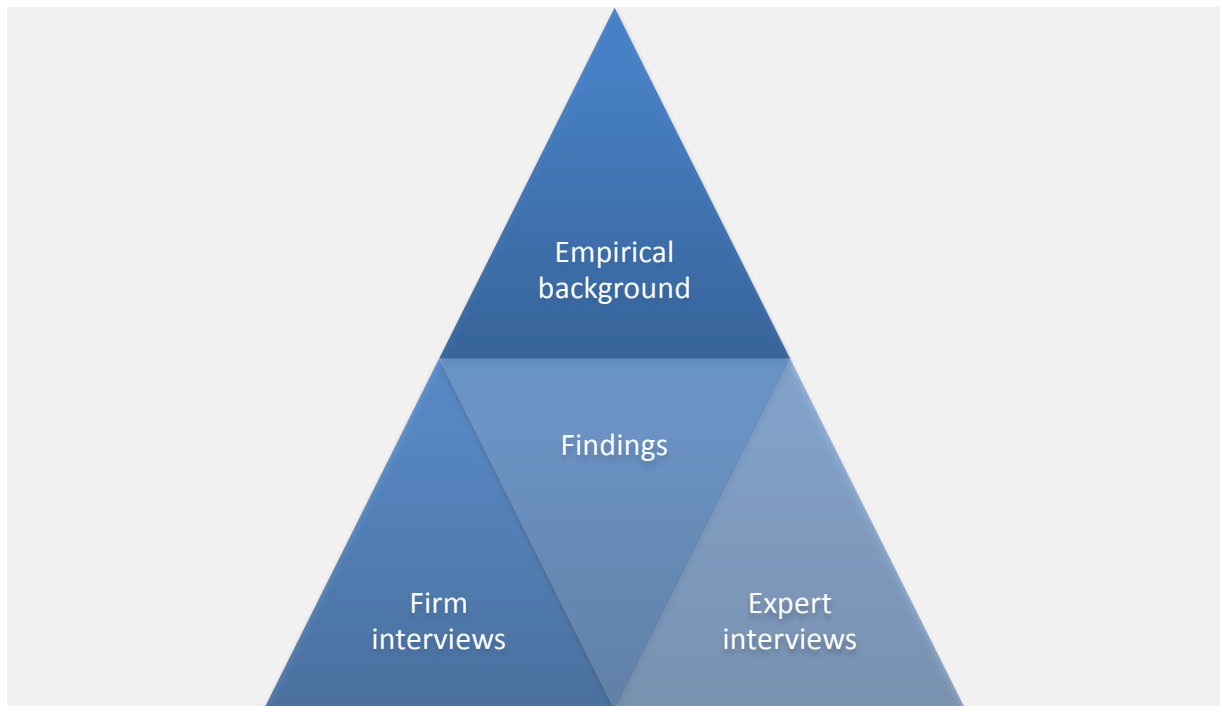 Empirical
background
Findings
Firm
interviews
Expert
interviews